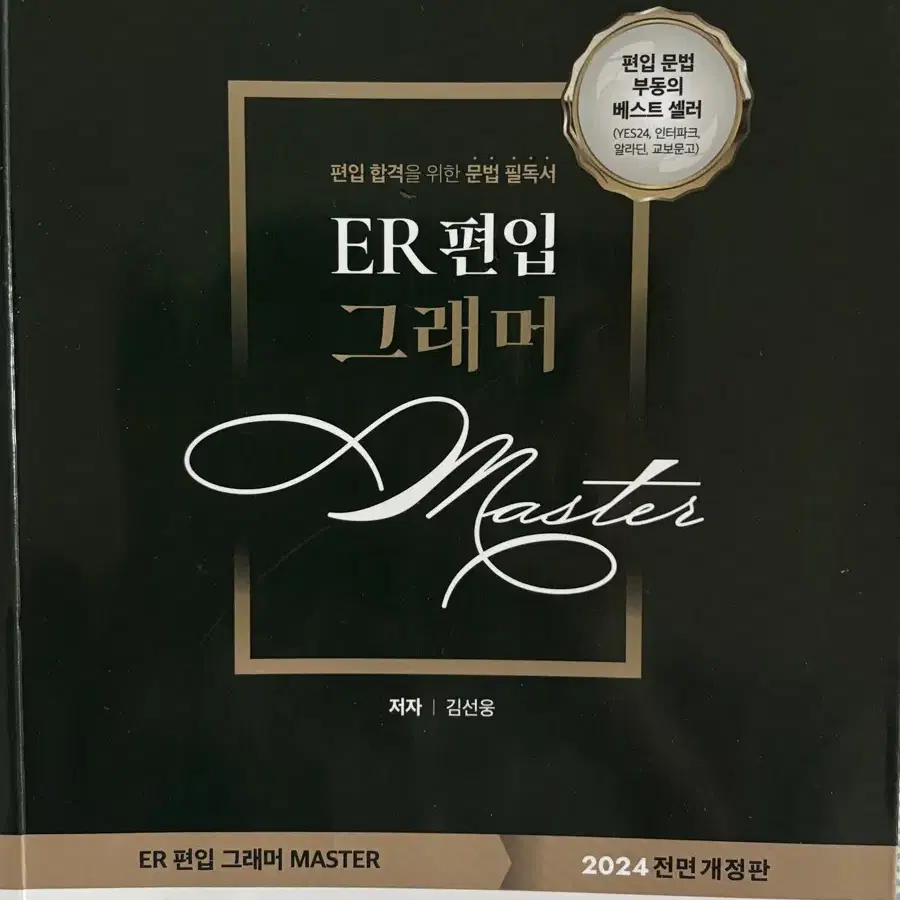 편입 문법
부동의
베스트 셀러
(YES24, 인터파크,
알라딘, 교보문고)
편입 합격을 위한 문법 필독서
ER 편입
그래머
Master
저자 | 김선웅
ER 편입 그래머 MASTER
2024 전면개정판